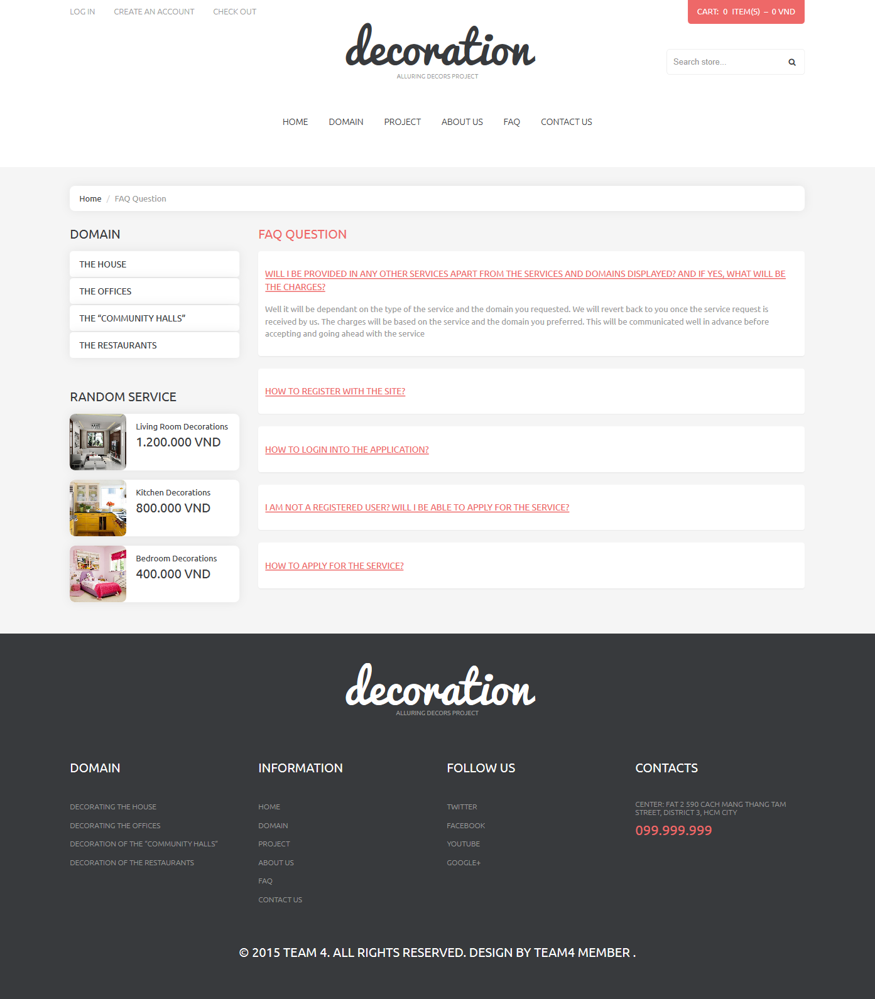 LOG IN
CREATE AN ACCOUNT
CHECK OUT
CART: 0 ITEM(S) – 0 VND
decoration
ALLURING DECORS PROJECT
Search store...
HOME
DOMAIN
PROJECT
ABOUT US
FAQ
CONTACT US
Home / FAQ Question
DOMAIN
THE HOUSE
THE OFFICES
THE “COMMUNITY HALLS”
THE RESTAURANTS
RANDOM SERVICE
Living Room Decorations
1.200.000 VND
Kitchen Decorations
800.000 VND
Bedroom Decorations
400.000 VND
FAQ QUESTION
WILL I BE PROVIDED IN ANY OTHER SERVICES APART FROM THE SERVICES AND DOMAINS DISPLAYED? AND IF YES, WHAT WILL BE
THE CHARGES?
Well it will be dependant on the type of the service and the domain you requested. We will revert back to you once the service request is
received by us. The charges will be based on the service and the domain you preferred. This will be communicated well in advance before
accepting and going ahead with the service
HOW TO REGISTER WITH THE SITE?
HOW TO LOGIN INTO THE APPLICATION?
I AM NOT A REGISTERED USER? WILL I BE ABLE TO APPLY FOR THE SERVICE?
HOW TO APPLY FOR THE SERVICE?
decoration
ALLURING DECORS PROJECT
DOMAIN
DECORATING THE HOUSE
DECORATING THE OFFICES
DECORATION OF THE “COMMUNITY HALLS”
DECORATION OF THE RESTAURANTS
INFORMATION
HOME
DOMAIN
PROJECT
ABOUT US
FAQ
CONTACT US
FOLLOW US
TWITTER
FACEBOOK
YOUTUBE
GOOGLE+
CONTACTS
CENTER: FAT 2 590 CACH MANG THANG TAM
STREET, DISTRICT 3, HCM CITY
099.999.999
© 2015 TEAM 4. ALL RIGHTS RESERVED. DESIGN BY TEAM4 MEMBER .